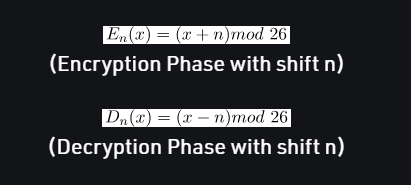 E_n(x) = (x + n)mod 26
(Encryption Phase with shift n)
D_n(x) = (x − n)mod 26
(Decryption Phase with shift n)